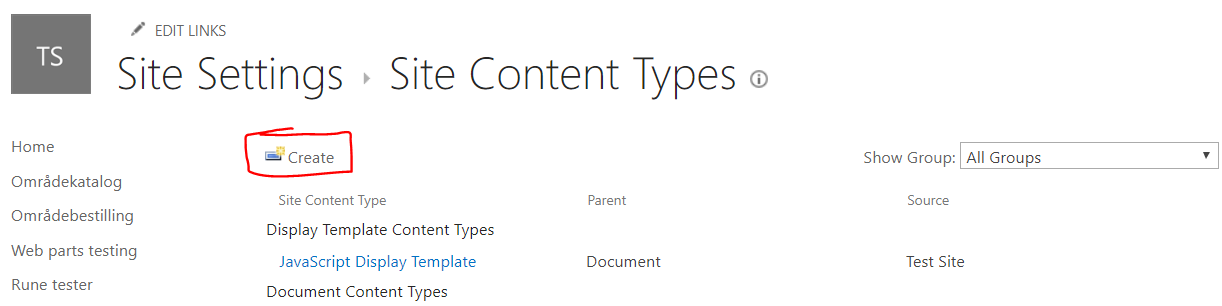 TS
EDIT LINKS
Site Settings ▸ Site Content Types
Home
Områdekatalog
Områdebestilling
Web parts testing
Rune tester
Create
Show Group: All Groups
Site Content Type Parent Source
Display Template Content Types
JavaScript Display Template Document Test Site
Document Content Types